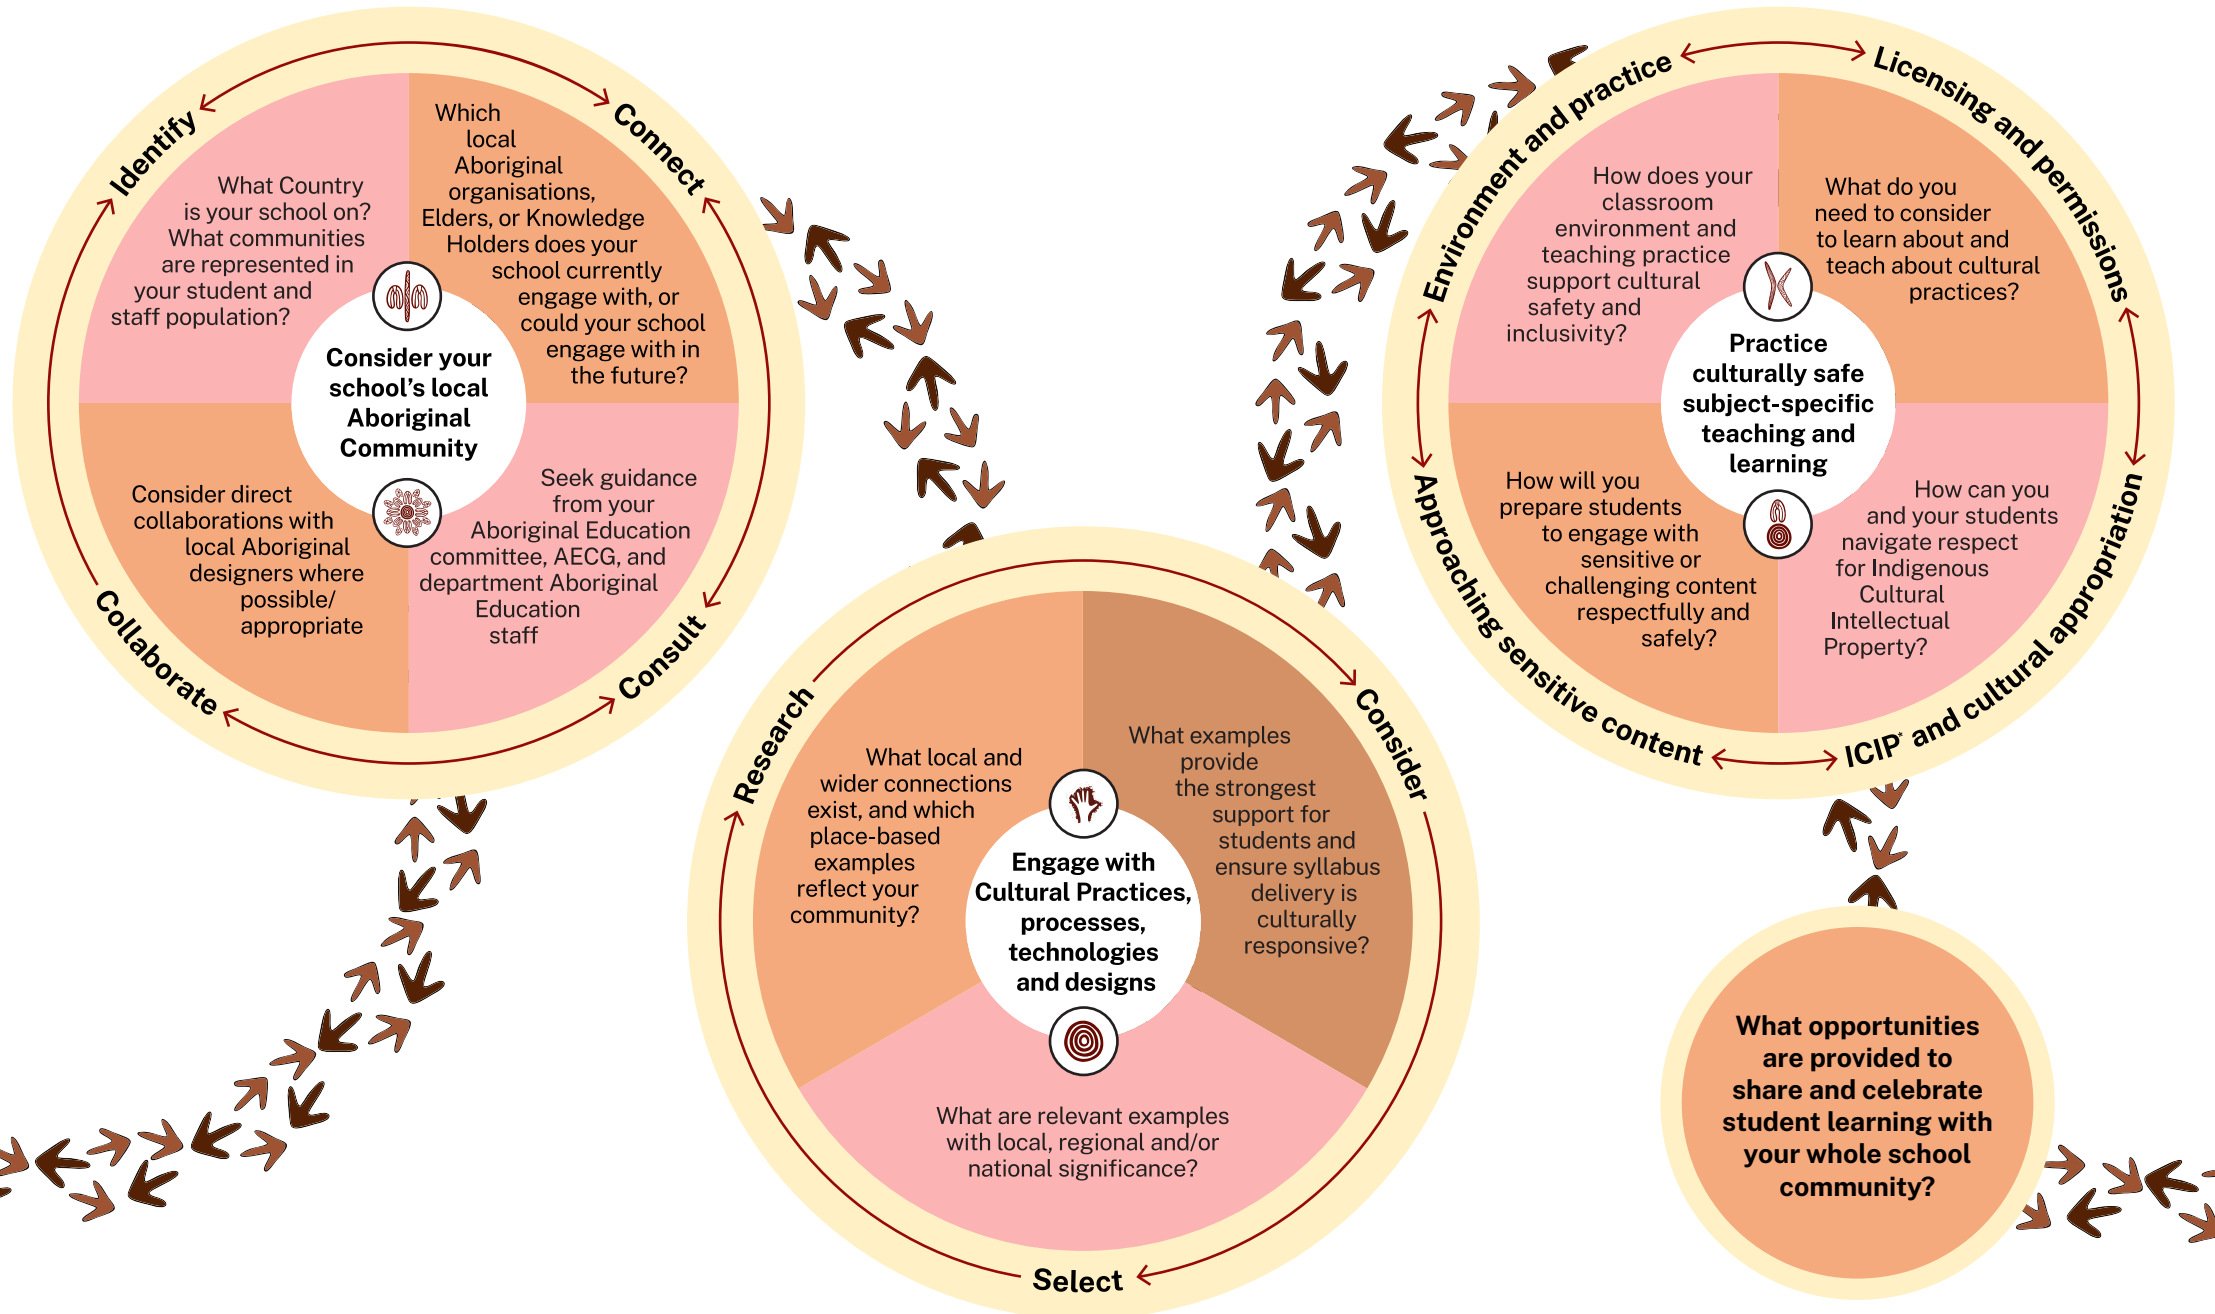 Identify
Connect
Consult
Collaborate
What Country
is your school on?
What communities
are represented in
your student and
staff population?
Which
local
Aboriginal
organisations,
Elders, or Knowledge
Holders does your
school currently
engage with, or
could your school
engage with in
the future?
Consider your
school’s local
Aboriginal
Community
Seek guidance
from your
Aboriginal Education
committee, AECG, and
department Aboriginal
Education
staff
Consider direct
collaborations with
local Aboriginal
designers where
possible/
appropriate
Research
Consider
Select
What local and
wider connections
exist, and which
place-based
examples
reflect your
community?
What examples
provide
the strongest
support for
students and
ensure syllabus
delivery is
culturally
responsive?
Engage with
Cultural Practices,
processes,
technologies
and designs
What are relevant examples
with local, regional and/or
national significance?
Environment and practice
Licensing and permissions
ICIP* and cultural appropriation
Approaching sensitive content
How does your
classroom
environment and
teaching practice
support cultural
safety and
inclusivity?
What do you
need to consider
to learn about and
teach about cultural
practices?
Practice
culturally safe
subject-specific
teaching and
learning
How can you
and your students
navigate respect
for Indigenous
Cultural
Intellectual
Property?
How will you
prepare students
to engage with
sensitive or
challenging content
respectfully and
safely?
What opportunities
are provided to
share and celebrate
student learning with
your whole school
community?